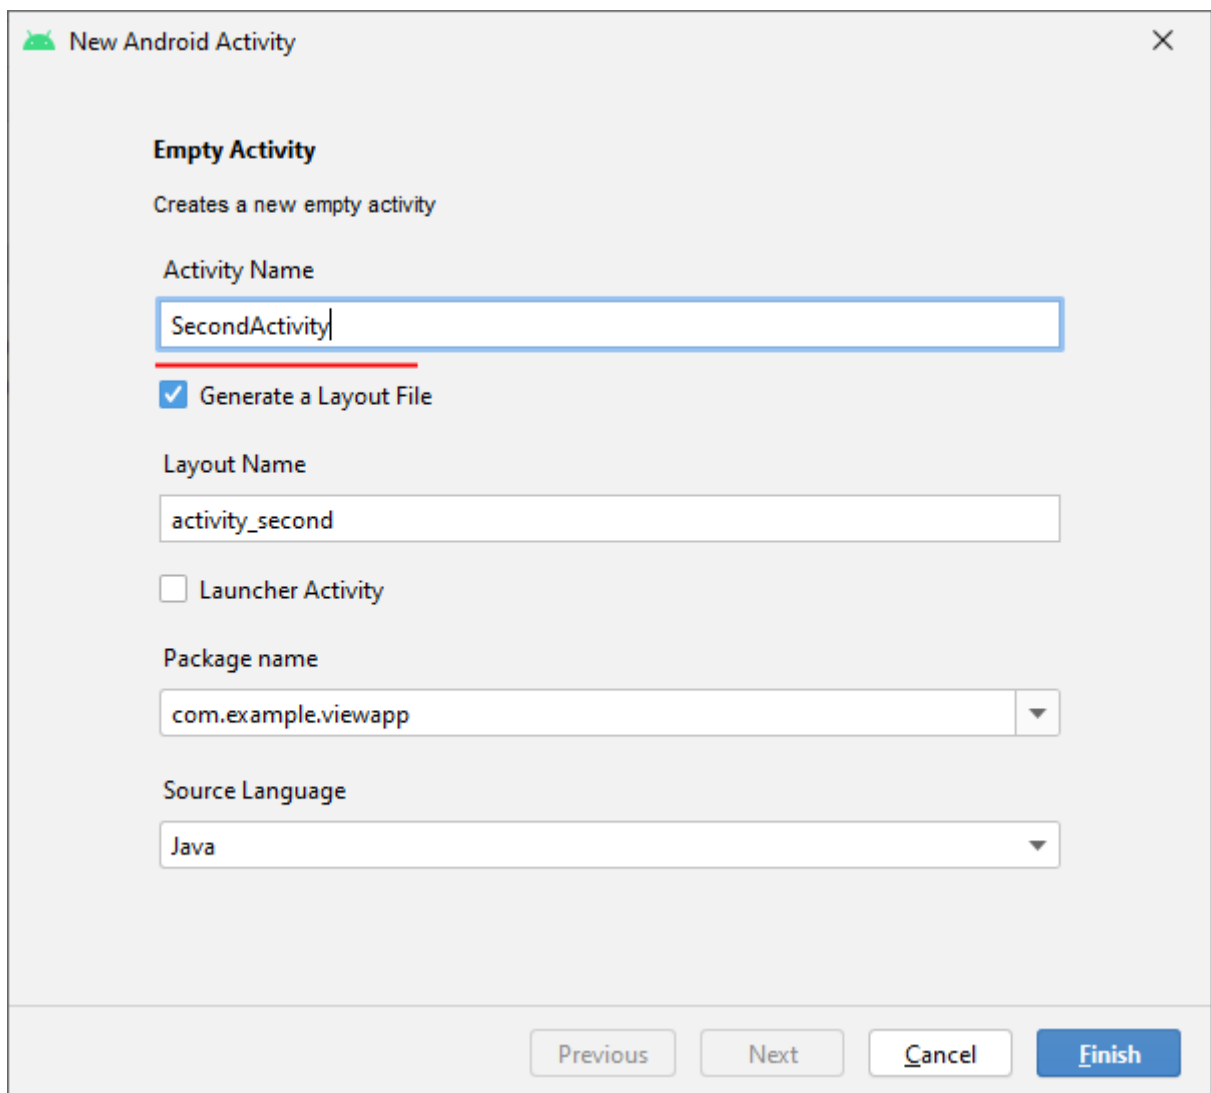 New Android Activity
Empty Activity
Creates a new empty activity
Activity Name
SecondActivity
Generate a Layout File
Layout Name
activity_second
Launcher Activity
Package name
com.example.viewapp
Source Language
Java
Previous Next Cancel Finish